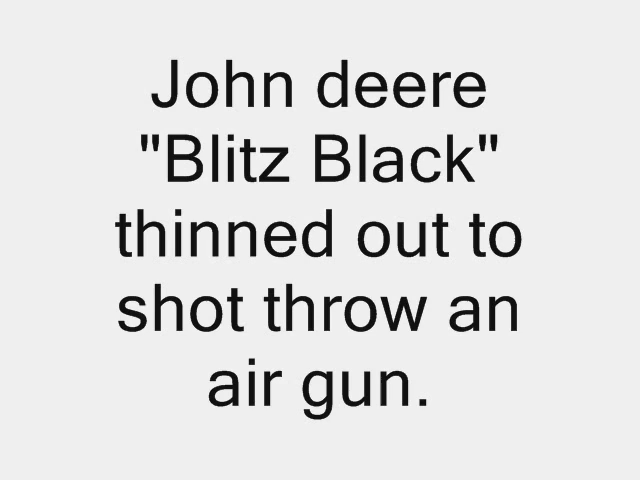 John deere
"Blitz Black"
thinned out to
shot throw an
air gun.